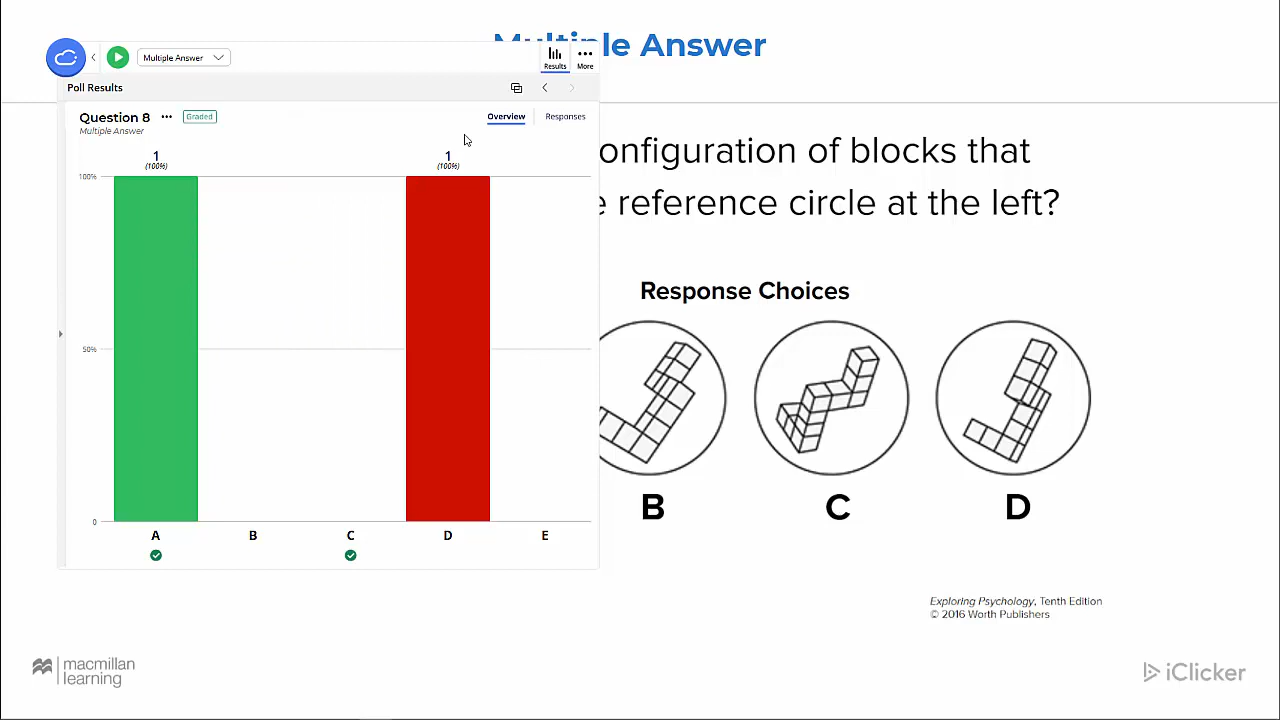 Multiple Answer
Multiple Answer
Results
More
Poll Results
Question 8
Graded
Overview
Responses
Multiple Answer
onfiguration of blocks that
e reference circle at the left?
1
(100%)
1
(100%)
100%
50%
0
A
B
C
D
E
Response Choices
B
C
D
Exploring Psychology, Tenth Edition
© 2016 Worth Publishers
macmillan
learning
iClicker